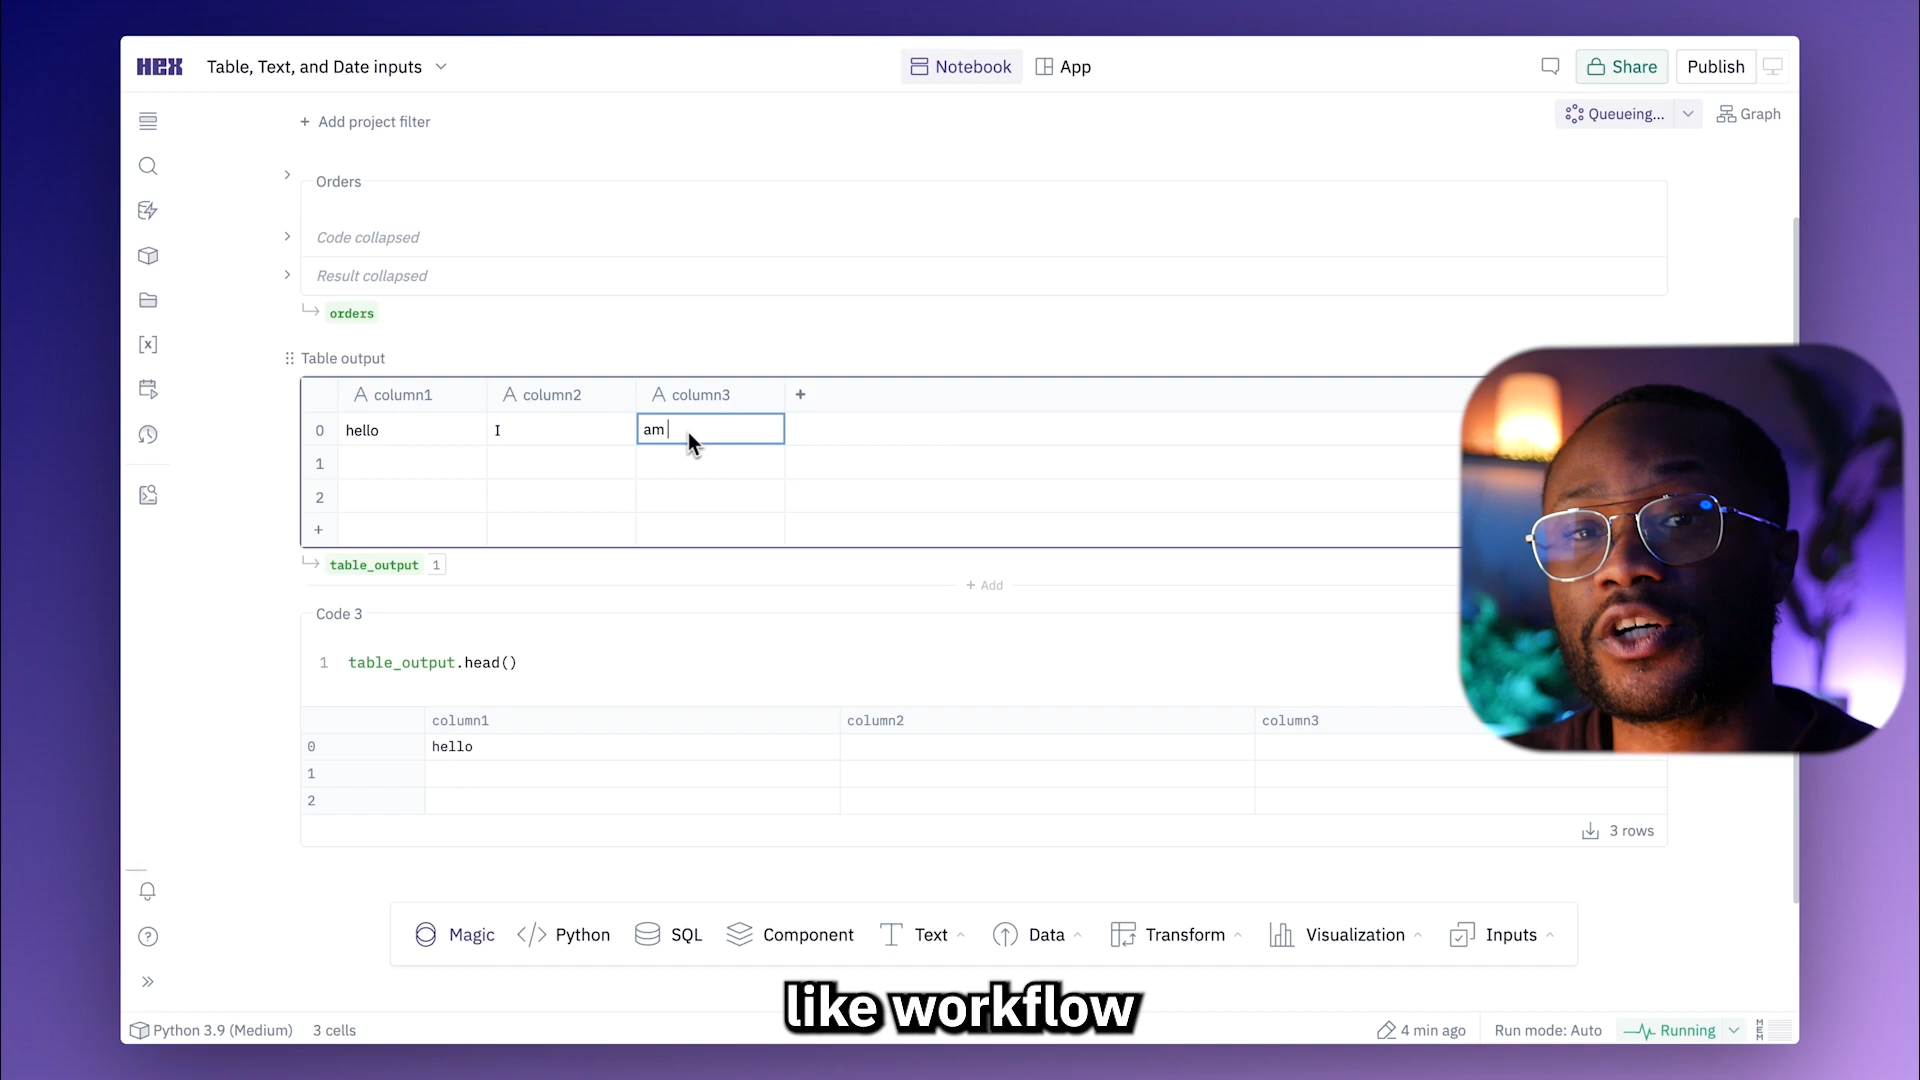 HEX Table, Text, and Date inputs Notebook App Share Publish
+ Add project filter Queueing... Graph
Orders
Code collapsed
Result collapsed
orders
Table output
column1 column2 column3 +
0 hello I am
1
2
+
table_output 1
+ Add
Code 3
1 table_output.head()
column1 column2 column3
0 hello
1
2
3 rows
Magic Python SQL Component Text Data Transform Visualization Inputs
like workflow
Python 3.9 (Medium) 3 cells 4 min ago Run mode: Auto Running MEM